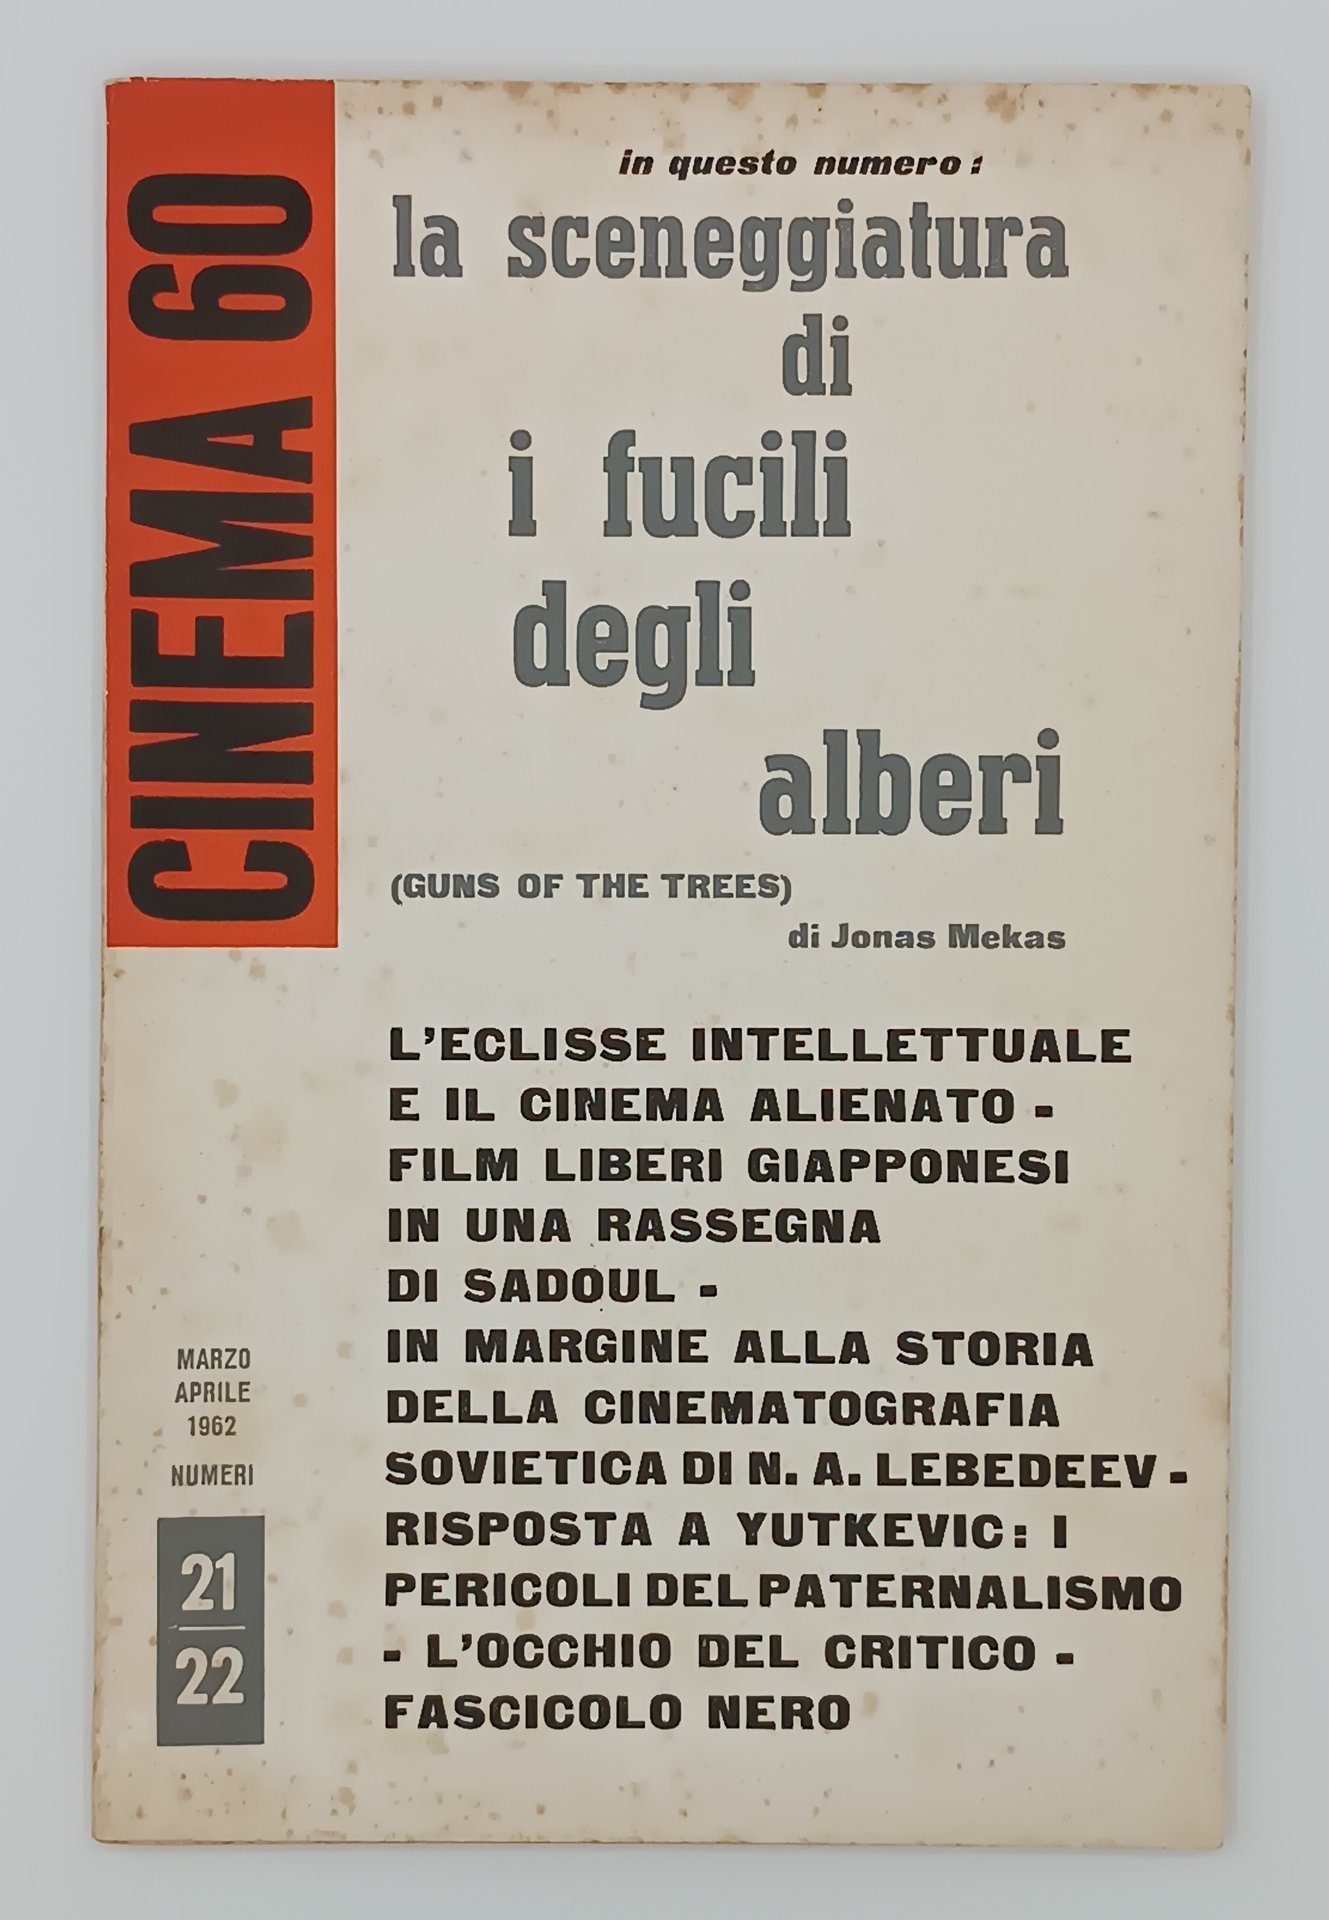 CINEMA 60
in questo numero:
la sceneggiatura
di
i fucili
degli
alberi
(GUNS OF THE TREES)
di Jonas Mekas
L'ECLISSE INTELLETTUALE
E IL CINEMA ALIENATO -
FILM LIBERI GIAPPONESI
IN UNA RASSEGNA
DI SADOUL -
IN MARGINE ALLA STORIA
DELLA CINEMATOGRAFIA
SOVIETICA DI N. A. LEBEDEEV -
RISPOSTA A YUTKEVIC: I
PERICOLI DEL PATERNALISMO
- L'OCCHIO DEL CRITICO -
FASCICOLO NERO
MARZO
APRILE
1962
NUMERI
21
22